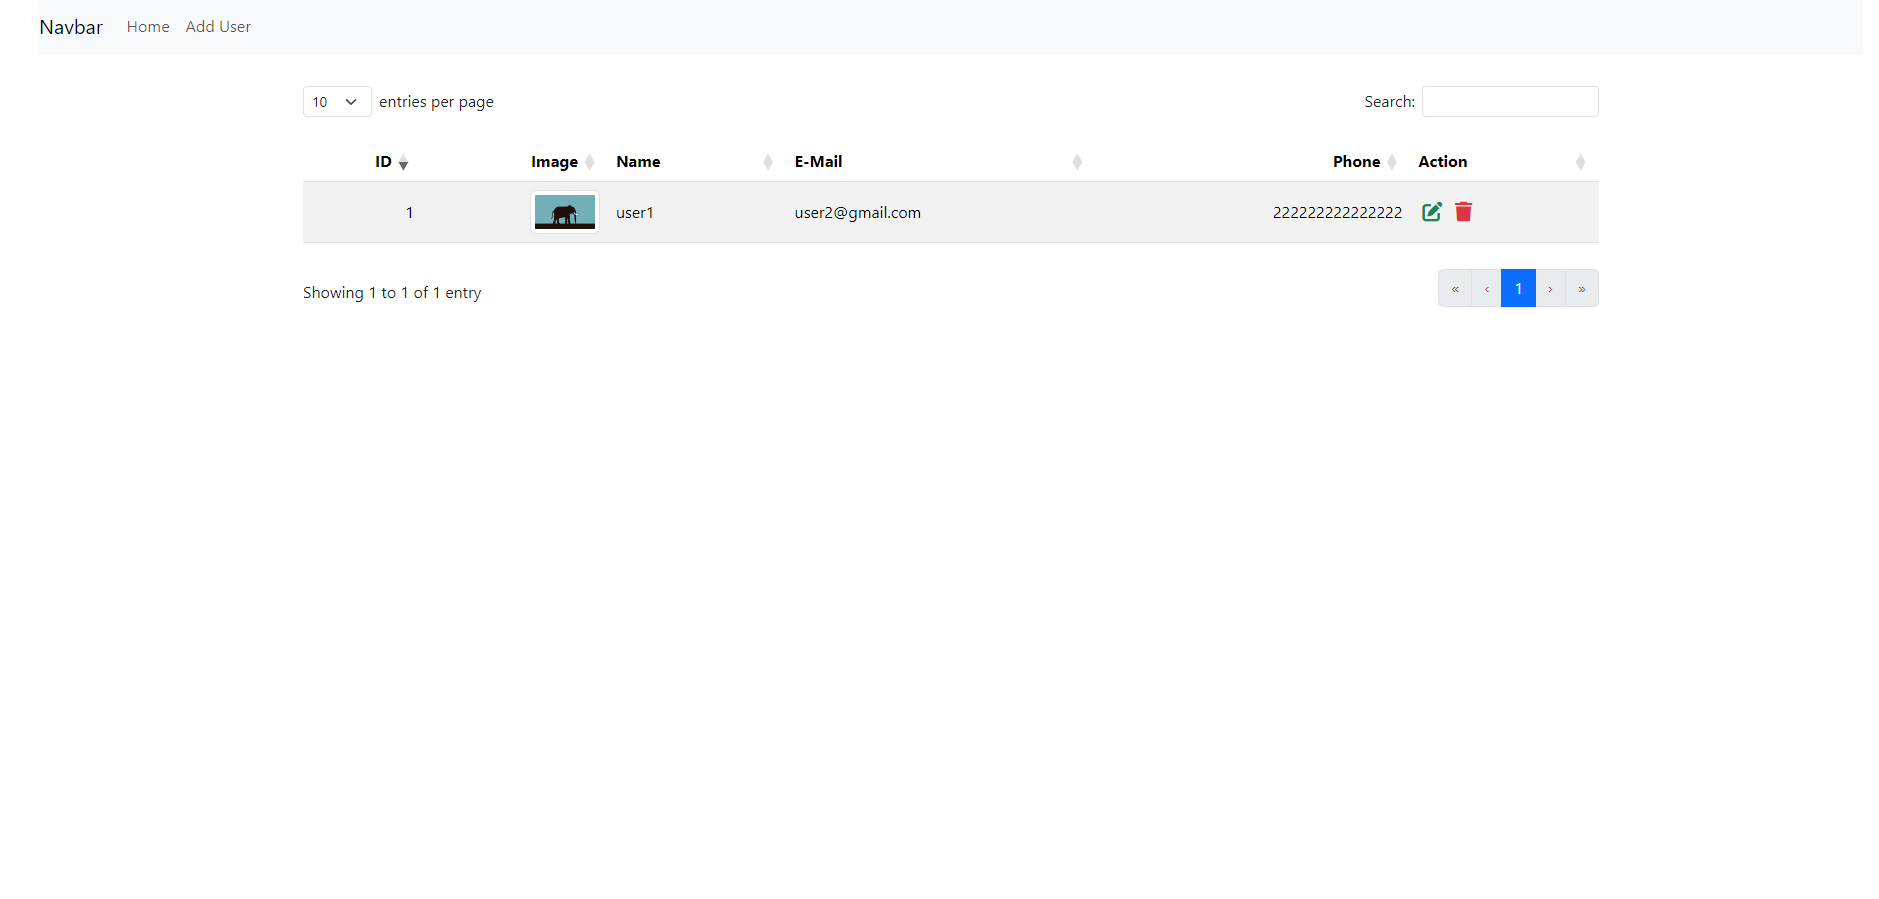 Navbar Home Add User
10 entries per page Search:
ID Image Name E-Mail Phone Action
1 user1 user2@gmail.com 222222222222222
Showing 1 to 1 of 1 entry « ‹ 1 › »